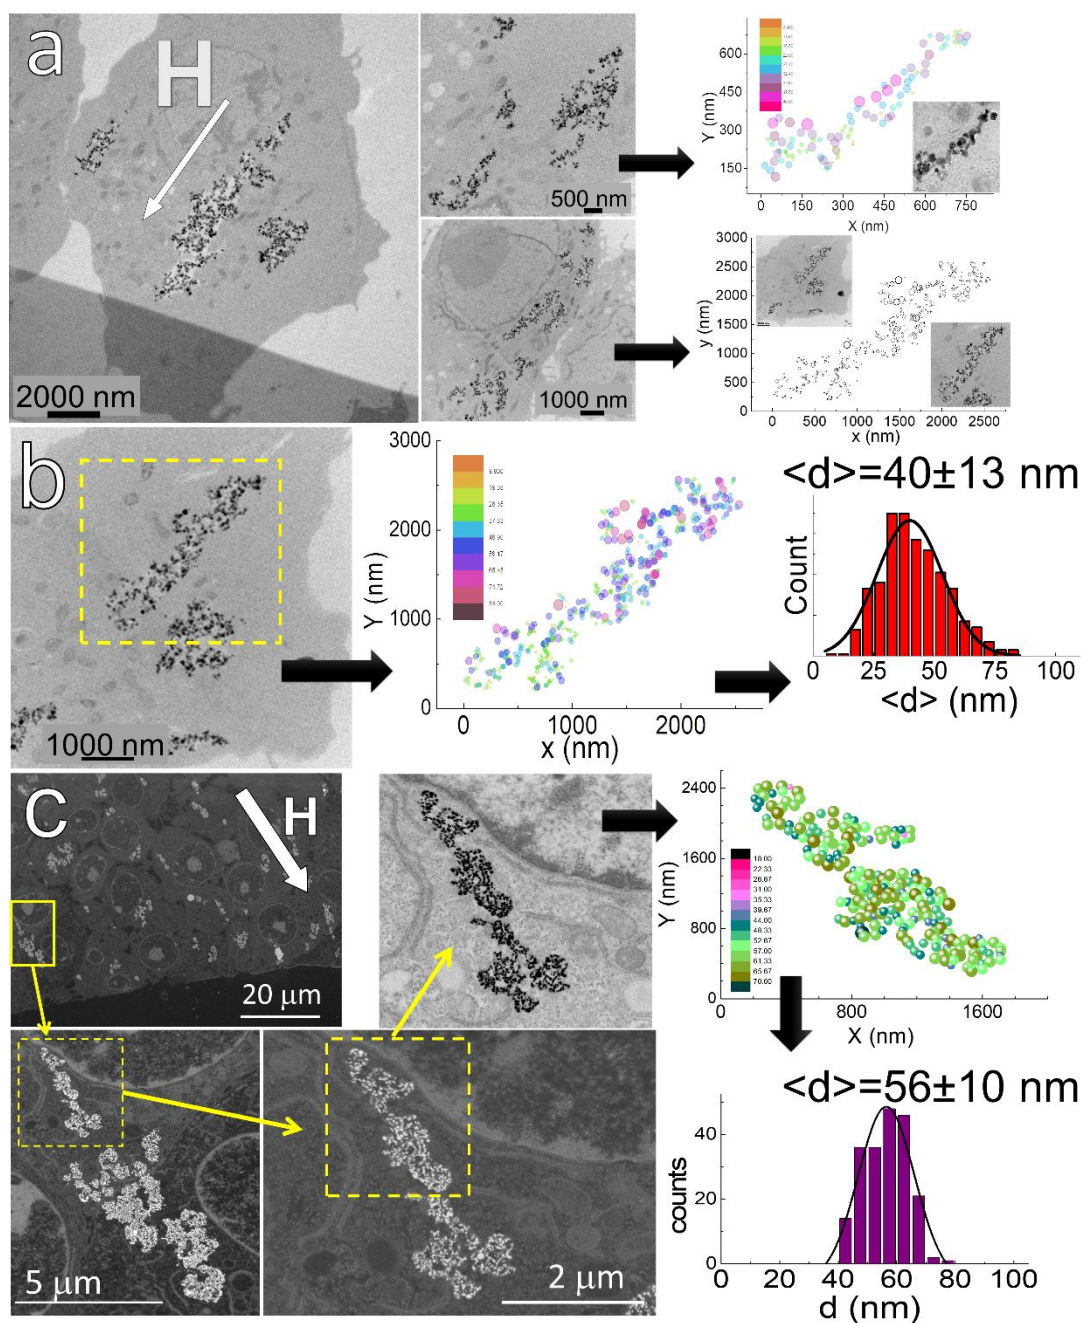 a
H
2000 nm
500 nm
1000 nm
Y (nm)
600
450
300
150
0 150 300 450 600 750
X (nm)
y (nm)
3000
2500
2000
1500
1000
500
0
0 500 1000 1500 2000 2500
x (nm)
b
1000 nm
Y (nm)
3000
2000
1000
0
0 1000 2000
x (nm)
<d>=40±13 nm
Count
25 50 75 100
<d> (nm)
c
H
20 μm
5 μm
2 μm
Y (nm)
2400
1600
800
0
18.00
22.33
26.67
31.00
35.33
39.67
44.00
48.33
52.67
57.00
61.33
65.67
70.00
0 800 1600
X (nm)
<d>=56±10 nm
counts
40
20
0
0 20 40 60 80 100
d (nm)